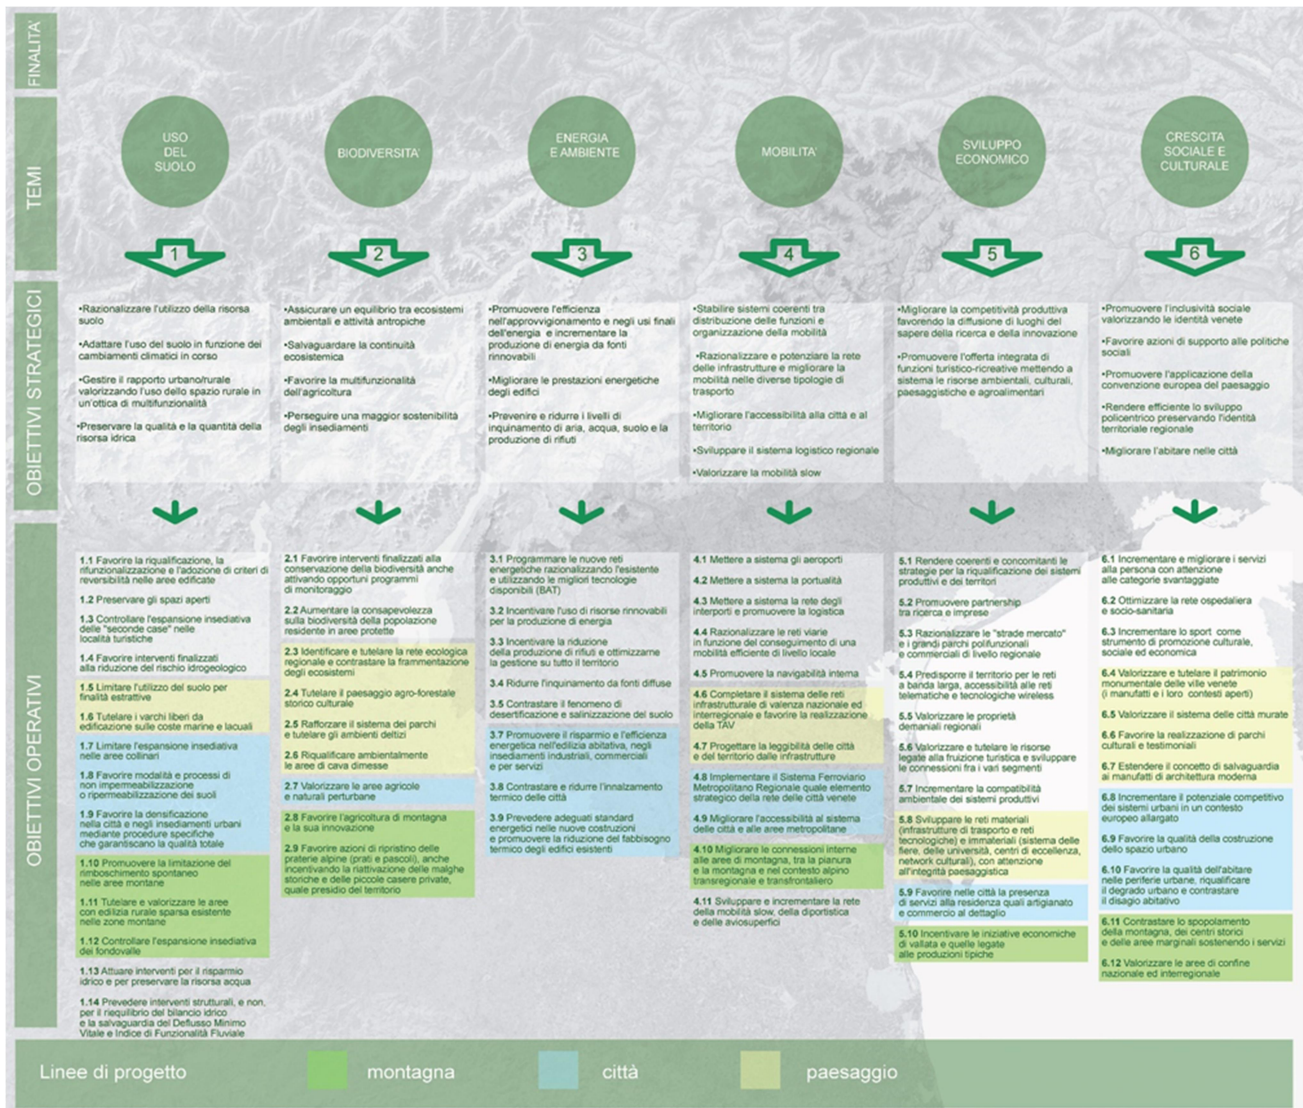 FINALITA'
TEMI
USO
DEL
SUOLO
BIODIVERSITA'
ENERGIA
E AMBIENTE
MOBILITA'
SVILUPPO
ECONOMICO
CRESCITA
SOCIALE E
CULTURALE
1
2
3
4
5
6
OBIETTIVI STRATEGICI
•Razionalizzare l'utilizzo della risorsa
suolo
•Adattare l'uso del suolo in funzione dei
cambiamenti climatici in corso
•Gestire il rapporto urbano/rurale
valorizzando l'uso dello spazio rurale in
un'ottica di multifunzionalità
•Preservare la qualità e la quantità della
risorsa idrica
•Assicurare un equilibrio tra ecosistemi
ambientali e attività antropiche
•Salvaguardare la continuità
ecosistemica
•Favorire la multifunzionalità
dell'agricoltura
•Perseguire una maggior sostenibilità
degli insediamenti
•Promuovere l'efficienza
nell'approvvigionamento e negli usi finali
dell'energia e incrementare la
produzione di energia da fonti
rinnovabili
•Migliorare le prestazioni energetiche
degli edifici
•Prevenire e ridurre i livelli di
inquinamento di aria, acqua, suolo e la
produzione di rifiuti
•Stabilire sistemi coerenti tra
distribuzione delle funzioni e
organizzazione della mobilità
•Razionalizzare e potenziare la rete
delle infrastrutture e migliorare la
mobilità nelle diverse tipologie di
trasporto
•Migliorare l'accessibilità alla città e al
territorio
•Sviluppare il sistema logistico regionale
•Valorizzare la mobilità slow
•Migliorare la competitività produttiva
favorendo la diffusione di luoghi del
sapere della ricerca e della innovazione
•Promuovere l'offerta integrata di
funzioni turistico-ricreative mettendo a
sistema le risorse ambientali, culturali,
paesaggistiche e agroalimentari
•Promuovere l'inclusività sociale
valorizzando le identità venete
•Favorire azioni di supporto alle politiche
sociali
•Promuovere l'applicazione della
convenzione europea del paesaggio
•Rendere efficiente lo sviluppo
policentrico preservando l'identità
territoriale regionale
•Migliorare l'abitare nelle città
OBIETTIVI OPERATIVI
1.1 Favorire la riqualificazione, la
rifunzionalizzazione e l'adozione di criteri di
reversibilità nelle aree edificate
1.2 Preservare gli spazi aperti
1.3 Controllare l'espansione insediativa
delle "seconde case" nelle
località turistiche
1.4 Favorire interventi finalizzati
alla riduzione del rischio idrogeologico
1.5 Limitare l'utilizzo del suolo per
finalità estrattive
1.6 Tutelare i varchi liberi da
edificazione sulle coste marine e lacuali
1.7 Limitare l'espansione insediativa
nelle aree collinari
1.8 Favorire modalità e processi di
non impermeabilizzazione
o ripermeabilizzazione dei suoli
1.9 Favorire la densificazione
nella città e negli insediamenti urbani
mediante procedure specifiche
che garantiscano la qualità totale
1.10 Promuovere la limitazione del
rimboschimento spontaneo
nelle aree montane
1.11 Tutelare e valorizzare le aree
con edilizia rurale sparsa esistente
nelle zone montane
1.12 Controllare l'espansione insediativa
dei fondovalle
1.13 Attuare interventi per il risparmio
idrico e per preservare la risorsa acqua
1.14 Prevedere interventi strutturali, e non,
per il riequilibrio del bilancio idrico
e la salvaguardia del Deflusso Minimo
Vitale e Indice di Funzionalità Fluviale
2.1 Favorire interventi finalizzati alla
conservazione della biodiversità anche
attivando opportuni programmi
di monitoraggio
2.2 Aumentare la consapevolezza
sulla biodiversità della popolazione
residente in aree protette
2.3 Identificare e tutelare la rete ecologica
regionale e contrastare la frammentazione
degli ecosistemi
2.4 Tutelare il paesaggio agro-forestale
storico culturale
2.5 Rafforzare il sistema dei parchi
e tutelare gli ambienti deltizi
2.6 Riqualificare ambientalmente
le aree di cava dimesse
2.7 Valorizzare le aree agricole
e naturali perturbane
2.8 Favorire l'agricoltura di montagna
e la sua innovazione
2.9 Favorire azioni di ripristino delle
praterie alpine (prati e pascoli), anche
incentivando la riattivazione delle malghe
storiche e delle piccole casere private,
quale presidio del territorio
3.1 Programmare le nuove reti
energetiche razionalizzando l'esistente
e utilizzando le migliori tecnologie
disponibili (BAT)
3.2 Incentivare l'uso di risorse rinnovabili
per la produzione di energia
3.3 Incentivare la riduzione
della produzione di rifiuti e ottimizzarne
la gestione su tutto il territorio
3.4 Ridurre l'inquinamento da fonti diffuse
3.5 Contrastare il fenomeno di
desertificazione e salinizzazione del suolo
3.7 Promuovere il risparmio e l'efficienza
energetica nell'edilizia abitativa, negli
insediamenti industriali, commerciali
e per servizi
3.8 Contrastare e ridurre l'innalzamento
termico delle città
3.9 Prevedere adeguati standard
energetici nelle nuove costruzioni
e promuovere la riduzione del fabbisogno
termico degli edifici esistenti
4.1 Mettere a sistema gli aeroporti
4.2 Mettere a sistema la portualità
4.3 Mettere a sistema la rete degli
interporti e promuovere la logistica
4.4 Razionalizzare le reti viarie
in funzione del conseguimento di una
mobilità efficiente di livello locale
4.5 Promuovere la navigabilità interna
4.6 Completare il sistema delle reti
infrastrutturale di valenza nazionale ed
interregionale e favorire la realizzazione
della TAV
4.7 Progettare la leggibilità delle città
e del territorio dalle infrastrutture
4.8 Implementare il Sistema Ferroviario
Metropolitano Regionale quale elemento
strategico della rete delle città venete
4.9 Migliorare l'accessibilità al sistema
delle città e alle aree metropolitane
4.10 Migliorare le connessioni interne
alle aree di montagna, tra la pianura
e la montagna e nel contesto alpino
transregionale e transfrontaliero
4.11 Sviluppare e incrementare la rete
della mobilità slow, della diportistica
e delle aviosuperfici
5.1 Rendere coerenti e concomitanti le
strategie per la riqualificazione dei sistemi
produttivi e dei territori
5.2 Promuovere partnership
tra ricerca e imprese
5.3 Razionalizzare le "strade mercato"
e i grandi parchi polifunzionali
e commerciali di livello regionale
5.4 Predisporre il territorio per le reti
a banda larga, accessibilità alle reti
telematiche e tecnologie wireless
5.5 Valorizzare le proprietà
demaniali regionali
5.6 Valorizzare e tutelare le risorse
legate alla fruizione turistica e sviluppare
le connessioni fra i vari segmenti
5.7 Incrementare la compatibilità
ambientale dei sistemi produttivi
5.8 Sviluppare le reti materiali
(infrastrutture di trasporto e reti
tecnologiche) e immateriali (sistema delle
fiere, delle università, centri di eccellenza,
network culturali), con attenzione
all'integrità paesaggistica
5.9 Favorire nelle città la presenza
di servizi alla residenza quali artigianato
e commercio al dettaglio
5.10 Incentivare le iniziative economiche
di vallata e quelle legate
alle produzioni tipiche
6.1 Incrementare e migliorare i servizi
alla persona con attenzione
alle categorie svantaggiate
6.2 Ottimizzare la rete ospedaliera
e socio-sanitaria
6.3 Incrementare lo sport come
strumento di promozione culturale,
sociale ed economica
6.4 Valorizzare e tutelare il patrimonio
monumentale delle ville venete
(i manufatti e i loro contesti aperti)
6.5 Valorizzare il sistema delle città murate
6.6 Favorire la realizzazione di parchi
culturali e testimoniali
6.7 Estendere il concetto di salvaguardia
ai manufatti di architettura moderna
6.8 Incrementare il potenziale competitivo
dei sistemi urbani in un contesto
europeo allargato
6.9 Favorire la qualità della costruzione
dello spazio urbano
6.10 Favorire la qualità dell'abitare
nelle periferie urbane, riqualificare
il degrado urbano e contrastare
il disagio abitativo
6.11 Contrastare lo spopolamento
della montagna, dei centri storici
e delle aree marginali sostenendo i servizi
6.12 Valorizzare le aree di confine
nazionale ed interregionale
Linee di progetto
montagna
città
paesaggio